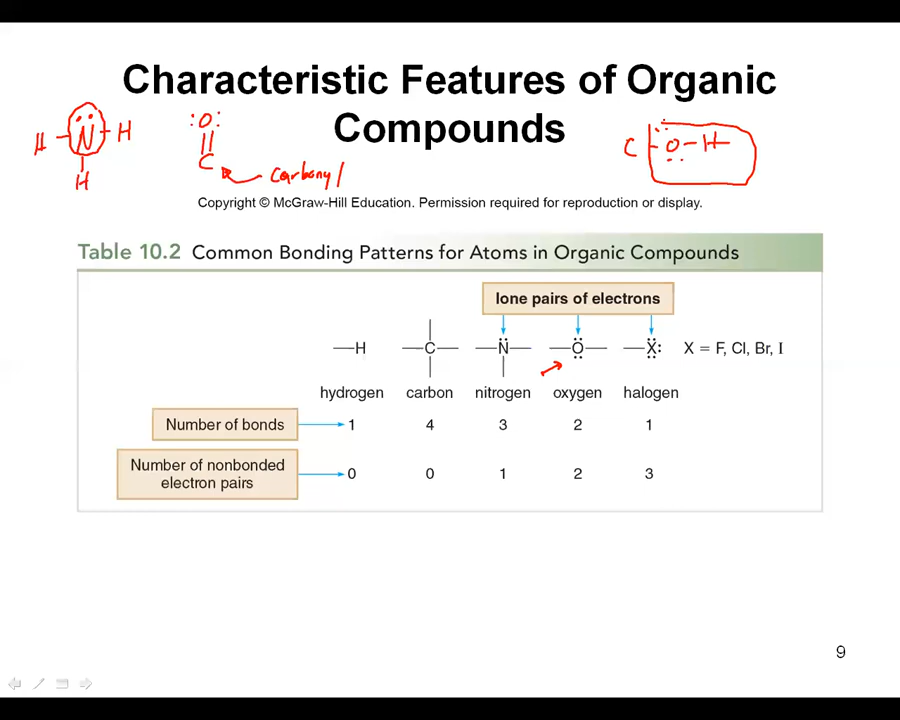 Characteristic Features of Organic
Compounds
H N H
H
:O:
C
carbonyl
C O-H
Copyright © McGraw-Hill Education. Permission required for reproduction or display.
Table 10.2 Common Bonding Patterns for Atoms in Organic Compounds
lone pairs of electrons
—H —C— —N— —O— —X: X = F, Cl, Br, I
hydrogen carbon nitrogen oxygen halogen
Number of bonds 1 4 3 2 1
Number of nonbonded
electron pairs 0 0 1 2 3
9